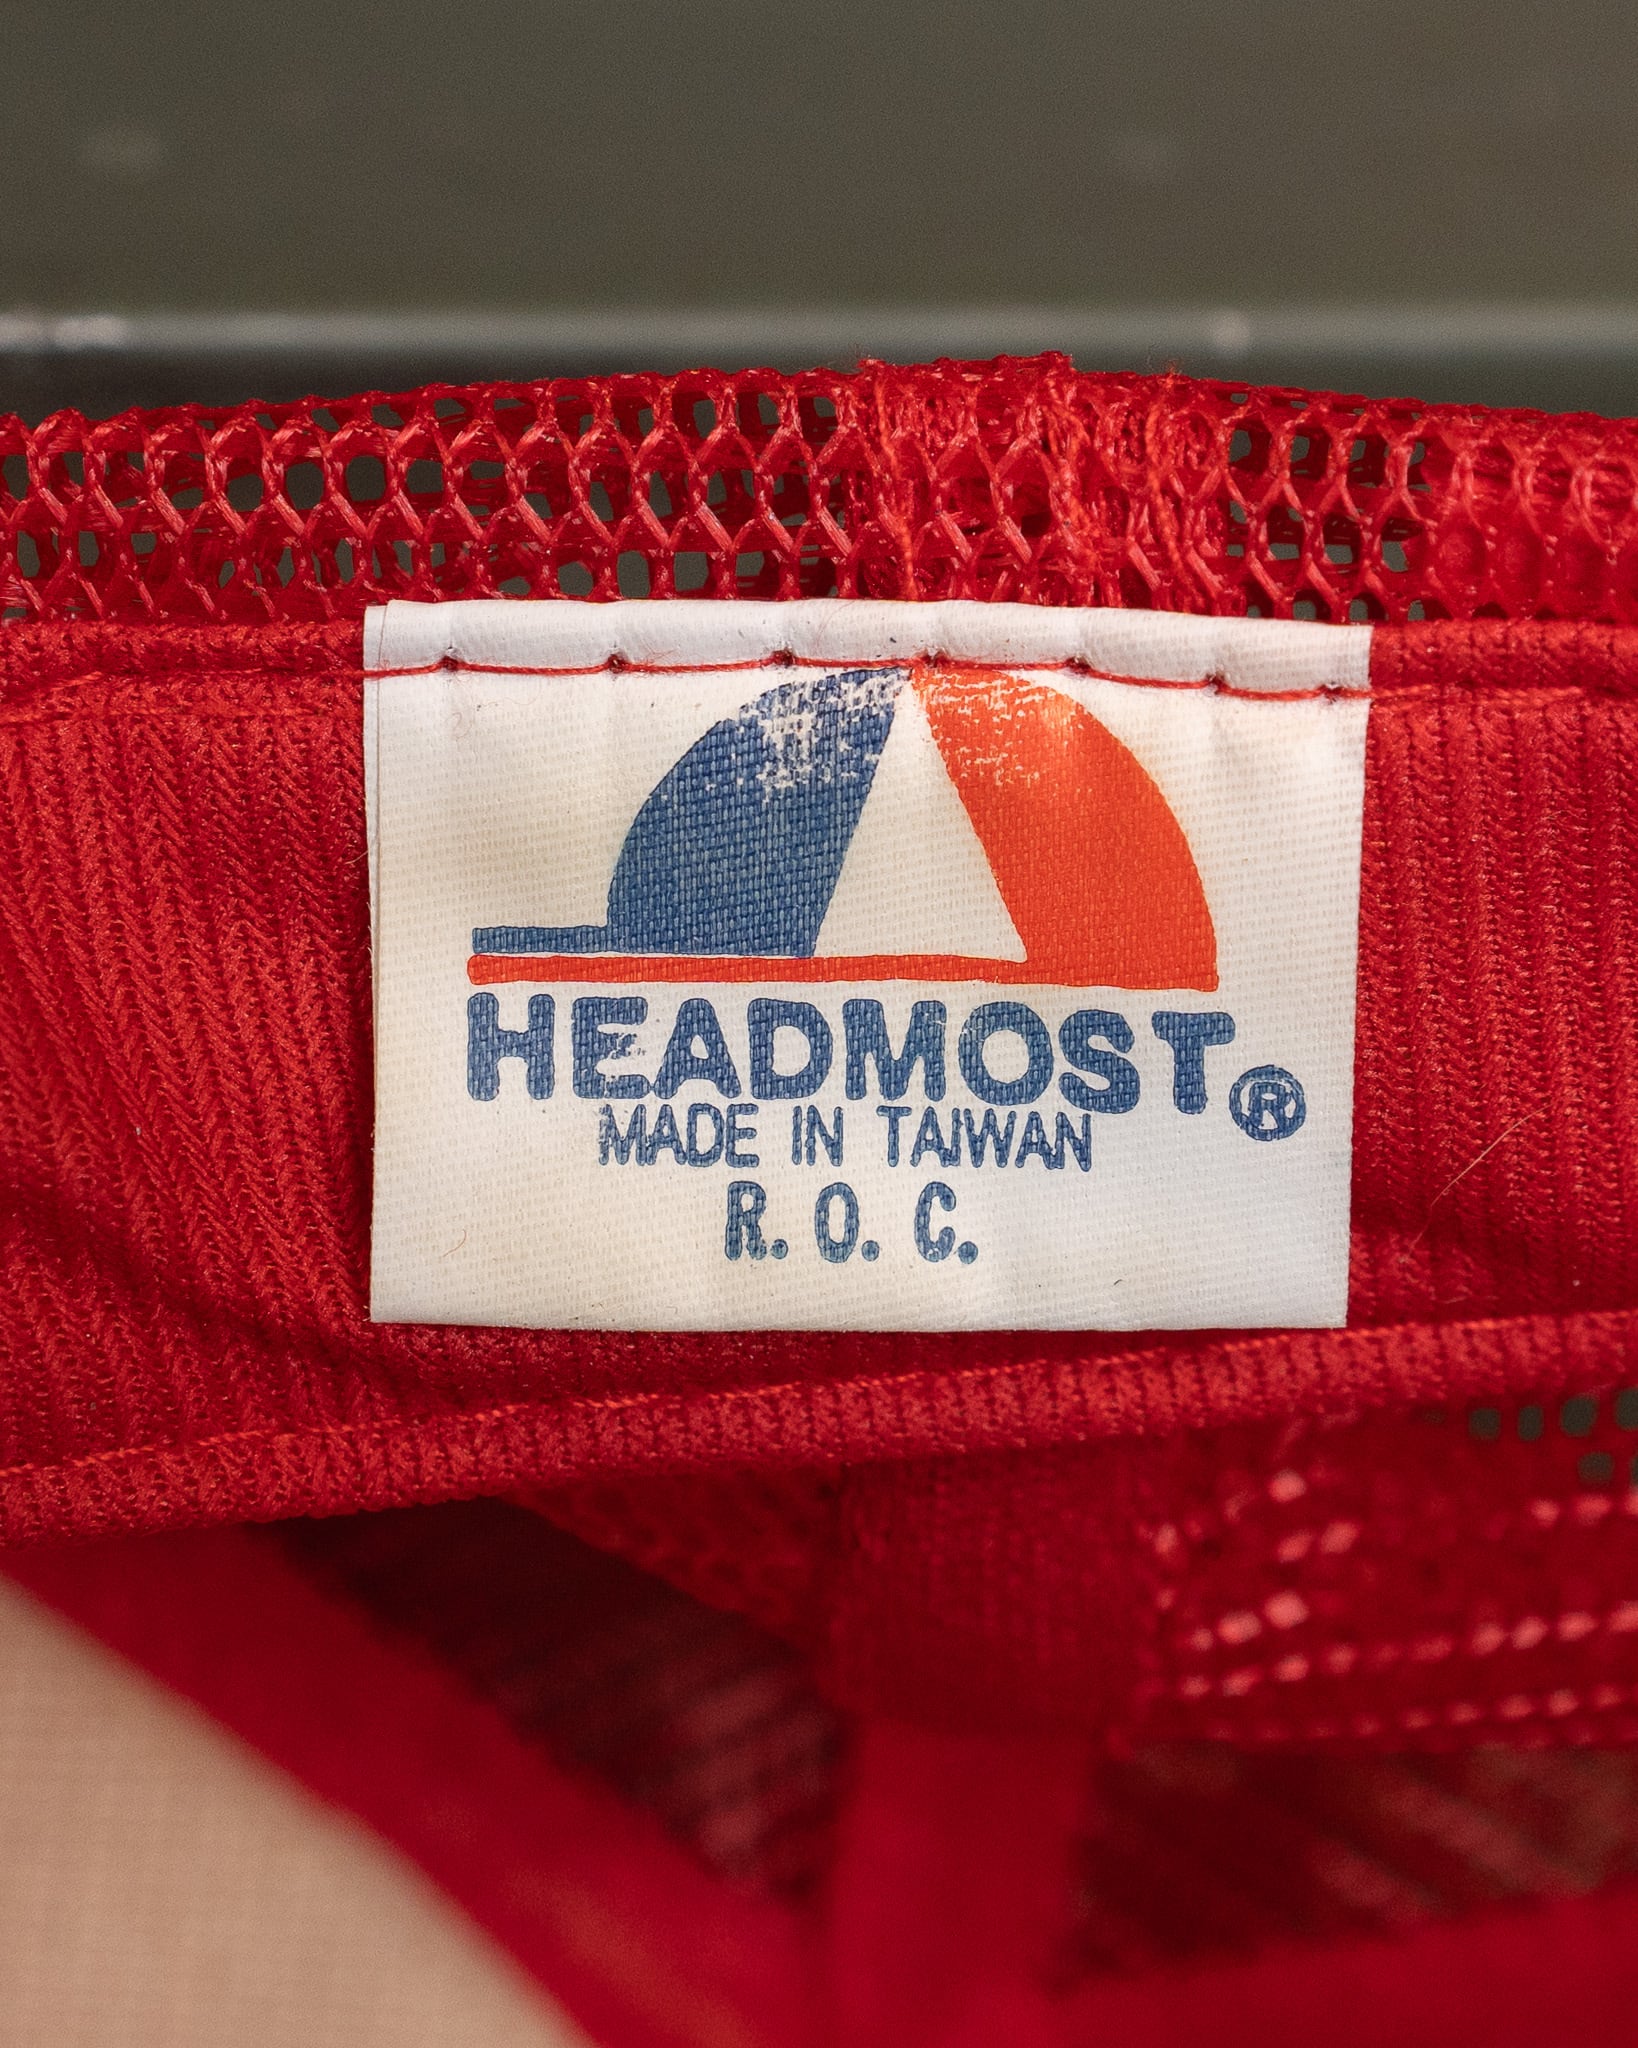 HEADMOST®
MADE IN TAIWAN
R. O. C.